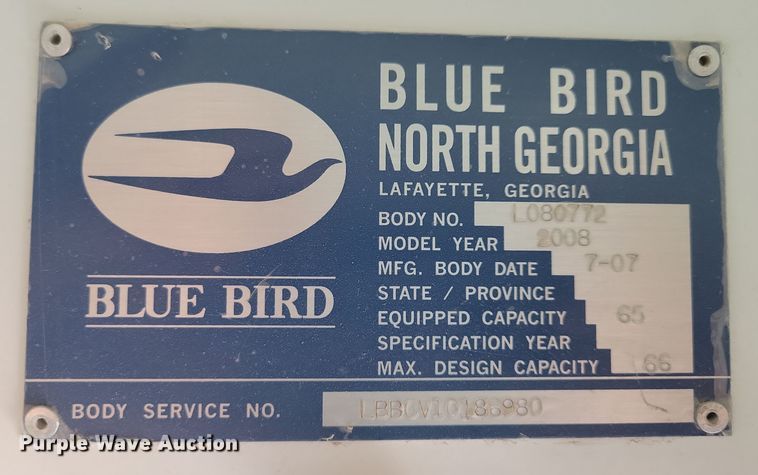 BLUE BIRD
NORTH GEORGIA
LAFAYETTE, GEORGIA
BODY NO. L080772
MODEL YEAR 2008
MFG. BODY DATE 7-07
STATE / PROVINCE
EQUIPPED CAPACITY 65
SPECIFICATION YEAR
MAX. DESIGN CAPACITY 66
BLUE BIRD
BODY SERVICE NO.
Purple Wave Auction